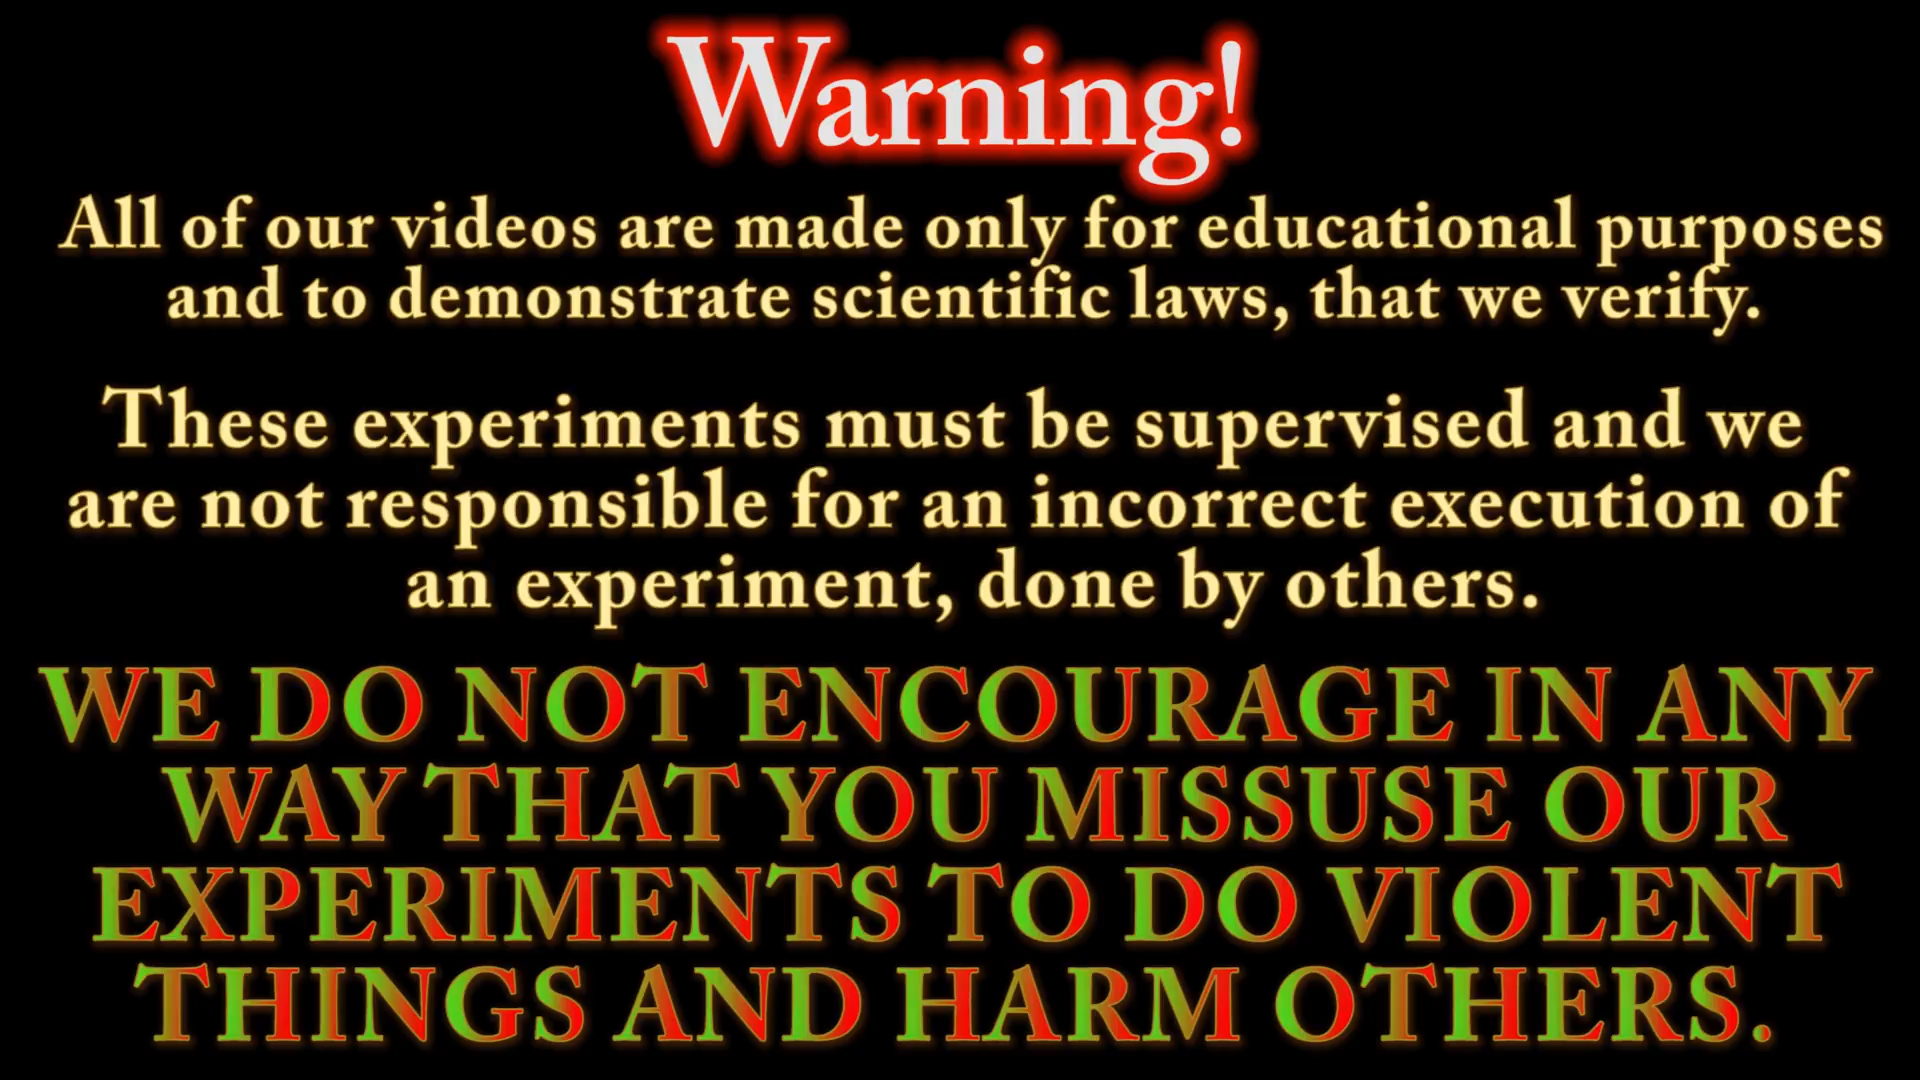 Warning!
All of our videos are made only for educational purposes
and to demonstrate scientific laws, that we verify.
These experiments must be supervised and we
are not responsible for an incorrect execution of
an experiment, done by others.
WE DO NOT ENCOURAGE IN ANY
WAY THAT YOU MISSUSE OUR
EXPERIMENTS TO DO VIOLENT
THINGS AND HARM OTHERS.